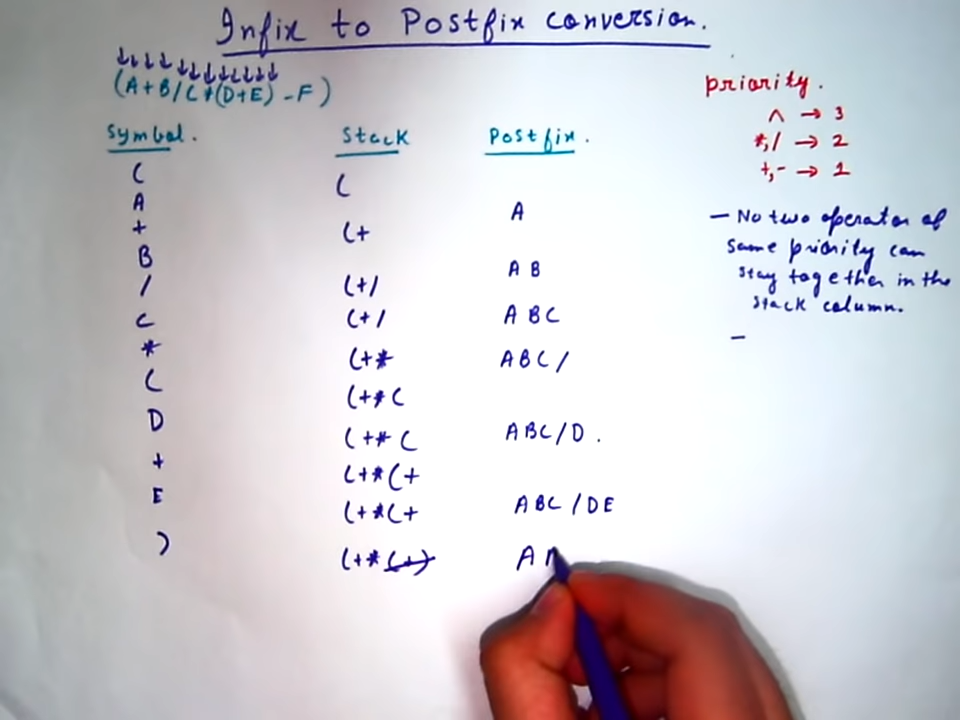 Infix to Postfix conversion.
↓↓↓↓↓↓↓↓↓↓↓↓
(A+B/C*(D+E)-F)
Symbol. Stack Postfix.
( (
A A
+ (+
B AB
/ (+/
C (+/ ABC
* (+* ABC/
( (+*(
D (+*( ABC/D.
+ (+*(+
E (+*(+ ABC/DE
) (+*(+) A
priority.
^ → 3
*,/ → 2
+,- → 1
- No two operator of
same priority can
stay together in the
stack column.
-